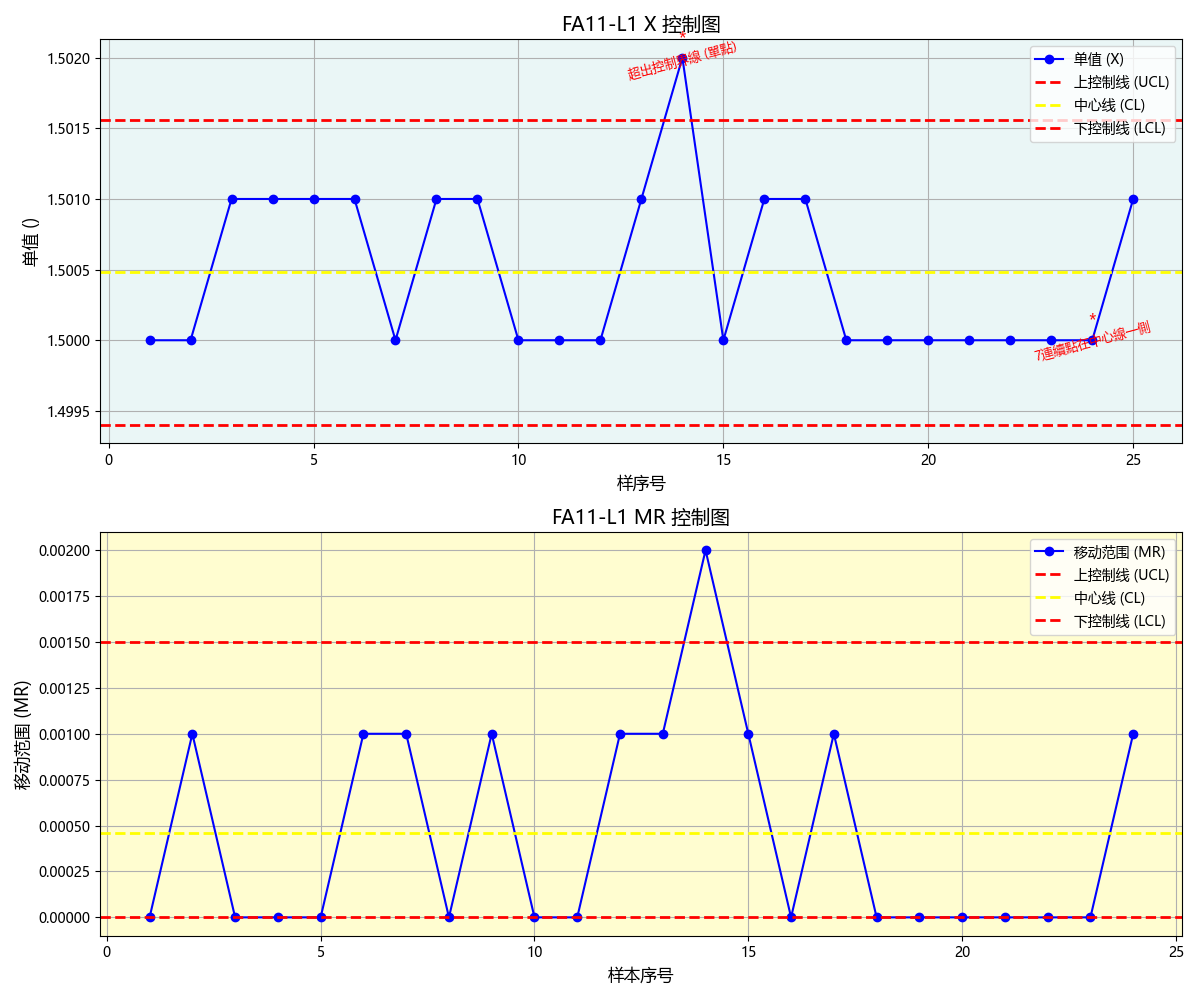 FA11-L1 X 控制图
单值 (X)
上控制线 (UCL)
中心线 (CL)
下控制线 (LCL)
*
超出控制界線 (單點)
*
7連續點在中心線一側
单值 ()
1.5020
1.5015
1.5010
1.5005
1.5000
1.4995
0 5 10 15 20 25
样序号
FA11-L1 MR 控制图
移动范围 (MR)
上控制线 (UCL)
中心线 (CL)
下控制线 (LCL)
移动范围 (MR)
0.00200
0.00175
0.00150
0.00125
0.00100
0.00075
0.00050
0.00025
0.00000
0 5 10 15 20 25
样本序号